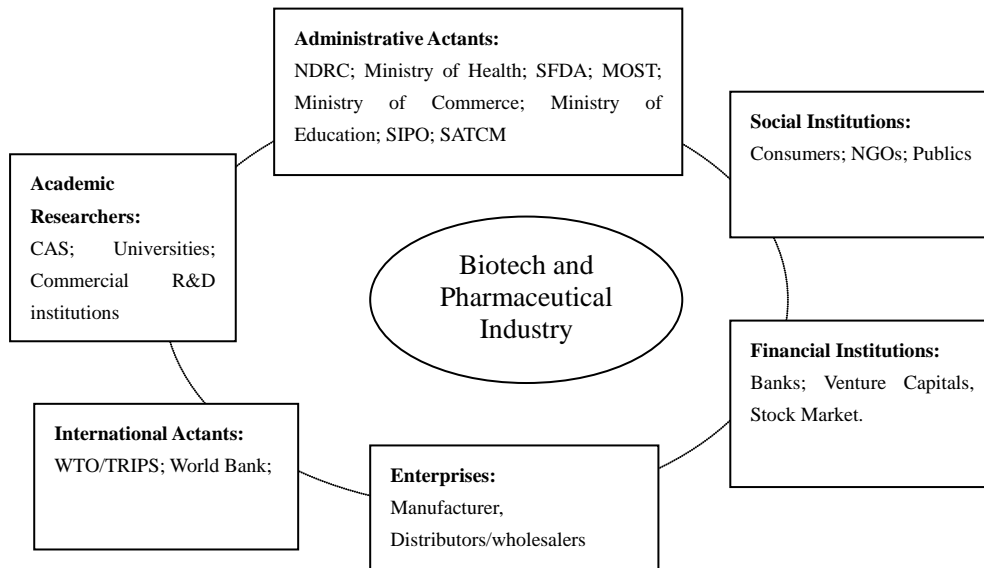 Administrative Actants:
NDRC; Ministry of Health; SFDA; MOST;
Ministry of Commerce; Ministry of
Education; SIPO; SATCM
Social Institutions:
Consumers; NGOs; Publics
Academic
Researchers:
CAS; Universities;
Commercial R&D
institutions
Biotech and
Pharmaceutical
Industry
Financial Institutions:
Banks; Venture Capitals,
Stock Market.
International Actants:
WTO/TRIPS; World Bank;
Enterprises:
Manufacturer,
Distributors/wholesalers